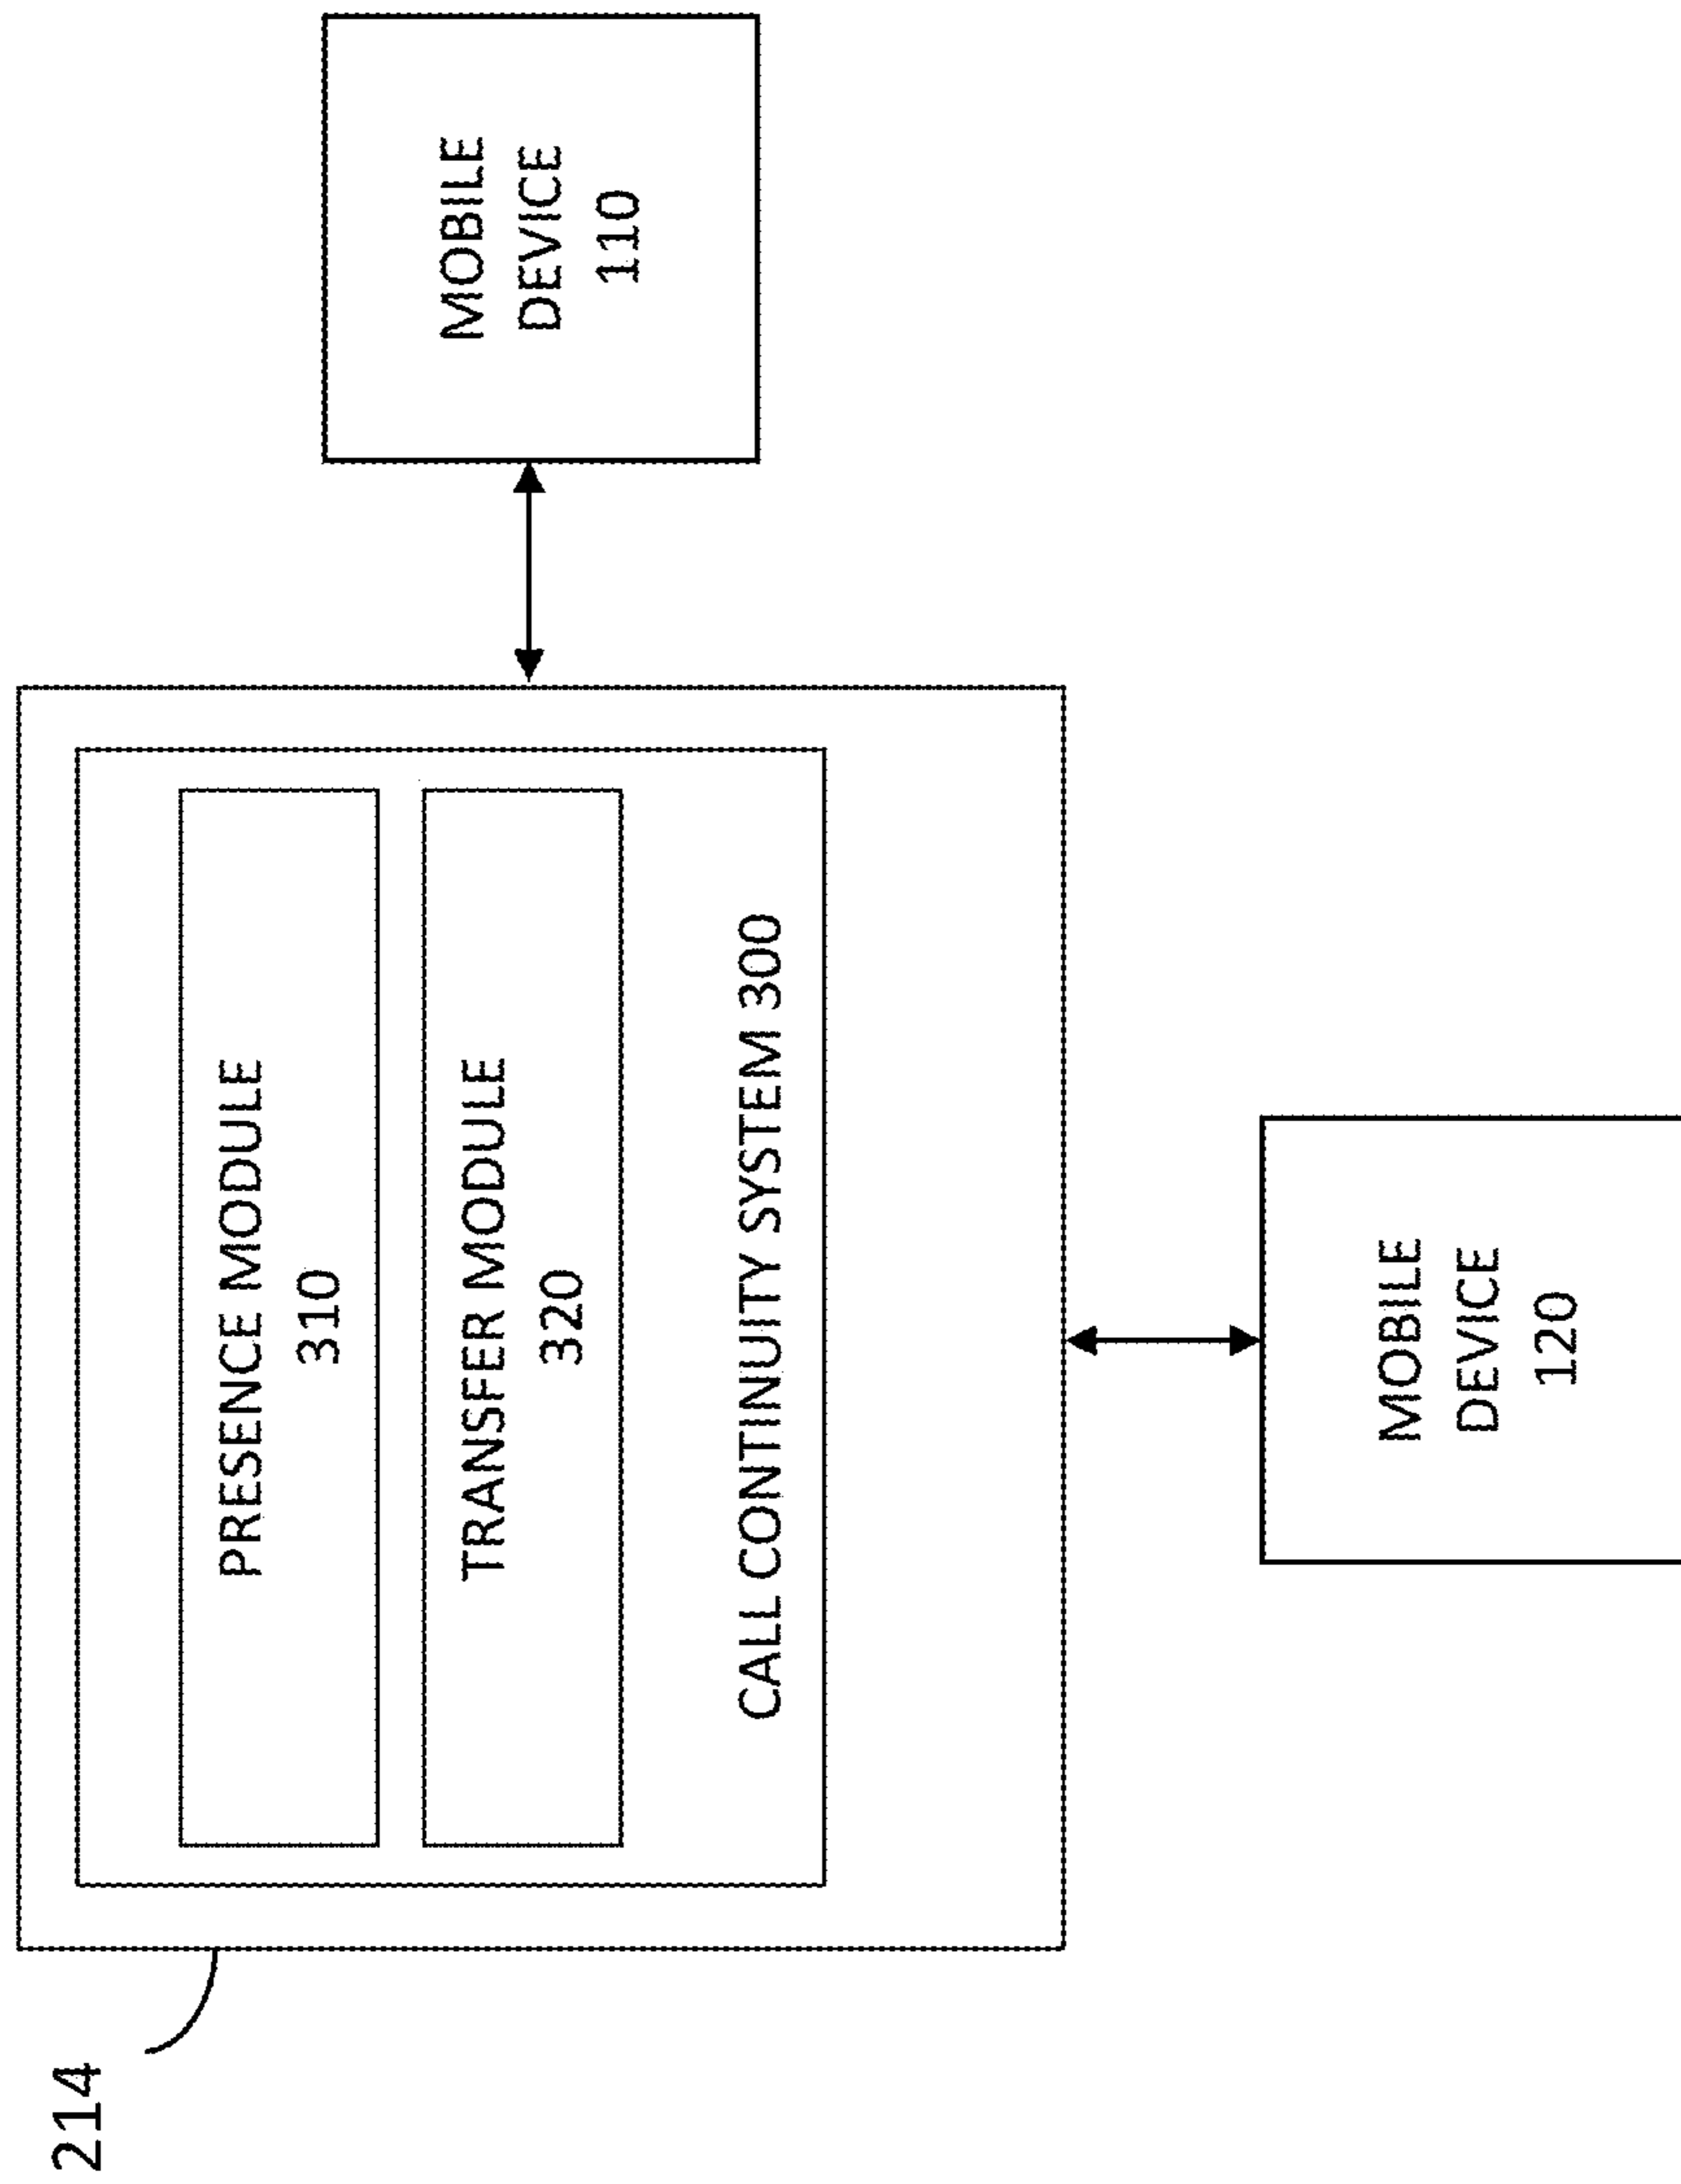 214
PRESENCE MODULE
310
TRANSFER MODULE
320
CALL CONTINUITY SYSTEM 300
MOBILE
DEVICE
110
MOBILE
DEVICE
120